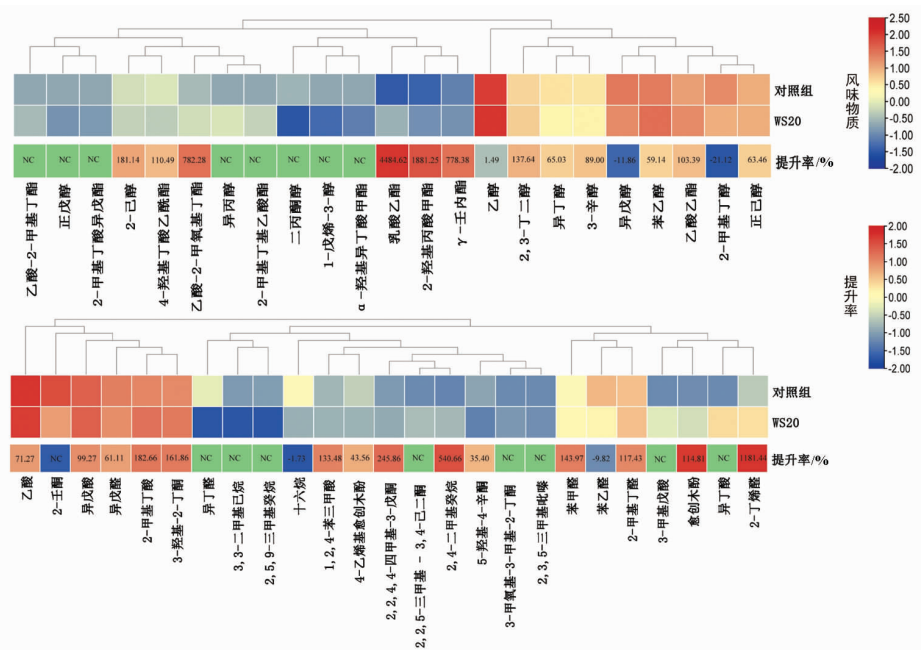 2.50
2.00
1.50
1.00
0.50
0.00
-0.50
-1.00
-1.50
-2.00
风味物质
对照组
WS20
NC NC NC 181.14 110.49 782.28 NC NC NC NC NC 4484.62 1881.25 778.38 1.49 137.64 65.03 89.00 -11.86 59.14 103.39 -21.12 63.46 提升率/%
乙酸-2-甲基丁酯
正戊醇
2-甲基丁酸异戊酯
2-己醇
4-羟基丁酸乙酰酯
乙酸-2-甲氧基丁酯
异丙醇
2-甲基丁基乙酸酯
二丙酮醇
1-戊烯-3-醇
α-羟基异丁酸甲酯
乳酸乙酯
2-羟基丙酸甲酯
γ-壬内酯
乙醇
2,3-丁二醇
异丁醇
3-辛醇
异戊醇
苯乙醇
乙酸乙酯
2-甲基丁醇
正己醇
2.00
1.50
1.00
0.50
0.00
-0.50
-1.00
-1.50
-2.00
提升率
对照组
WS20
71.27 NC 99.27 61.11 182.66 161.86 NC NC NC -1.73 133.48 43.56 245.86 NC 540.66 35.40 NC NC 143.97 -9.82 117.43 NC 114.81 1181.44 提升率/%
乙酸
2-壬酮
异戊酸
异戊醛
2-甲基丁酸
3-羟基-2-丁酮
异丁醛
3,3-二甲基已烷
2,5,9-三甲基癸烷
十六烷
1,2,4-苯三甲酸
4-乙烯基愈创木酚
2,2,4,4-四甲基-3-戊酮
2,2,5-三甲基 - 3,4-己二酮
2,4-二甲基癸烷
5-羟基-4-辛酮
3-甲氧基-3-甲基-2-丁酮
2,3,5-三甲基吡嗪
苯甲醛
苯乙醛
2-甲基丁醛
3-甲基戊酸
愈创木酚
异丁酸
2-丁烯醛